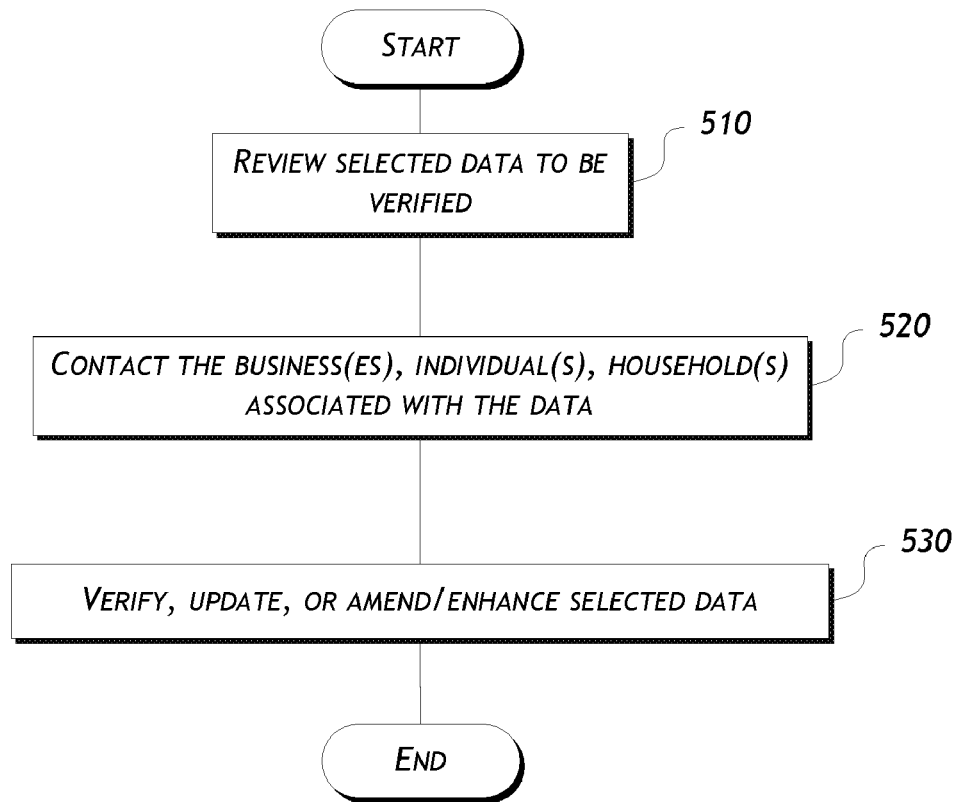 START
510
REVIEW SELECTED DATA TO BE
VERIFIED
520
CONTACT THE BUSINESS(ES), INDIVIDUAL(S), HOUSEHOLD(S)
ASSOCIATED WITH THE DATA
530
VERIFY, UPDATE, OR AMEND/ENHANCE SELECTED DATA
END